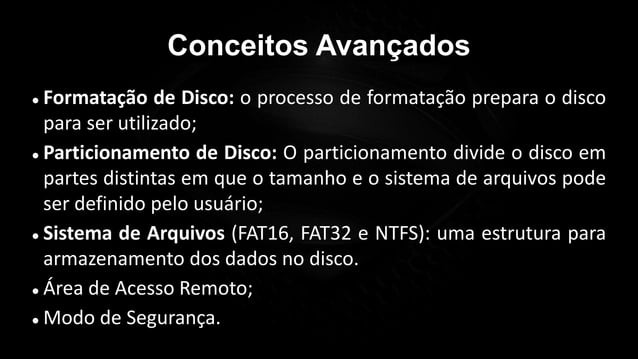 Conceitos Avançados
● Formatação de Disco: o processo de formatação prepara o disco
para ser utilizado;
● Particionamento de Disco: O particionamento divide o disco em
partes distintas em que o tamanho e o sistema de arquivos pode
ser definido pelo usuário;
● Sistema de Arquivos (FAT16, FAT32 e NTFS): uma estrutura para
armazenamento dos dados no disco.
● Área de Acesso Remoto;
● Modo de Segurança.